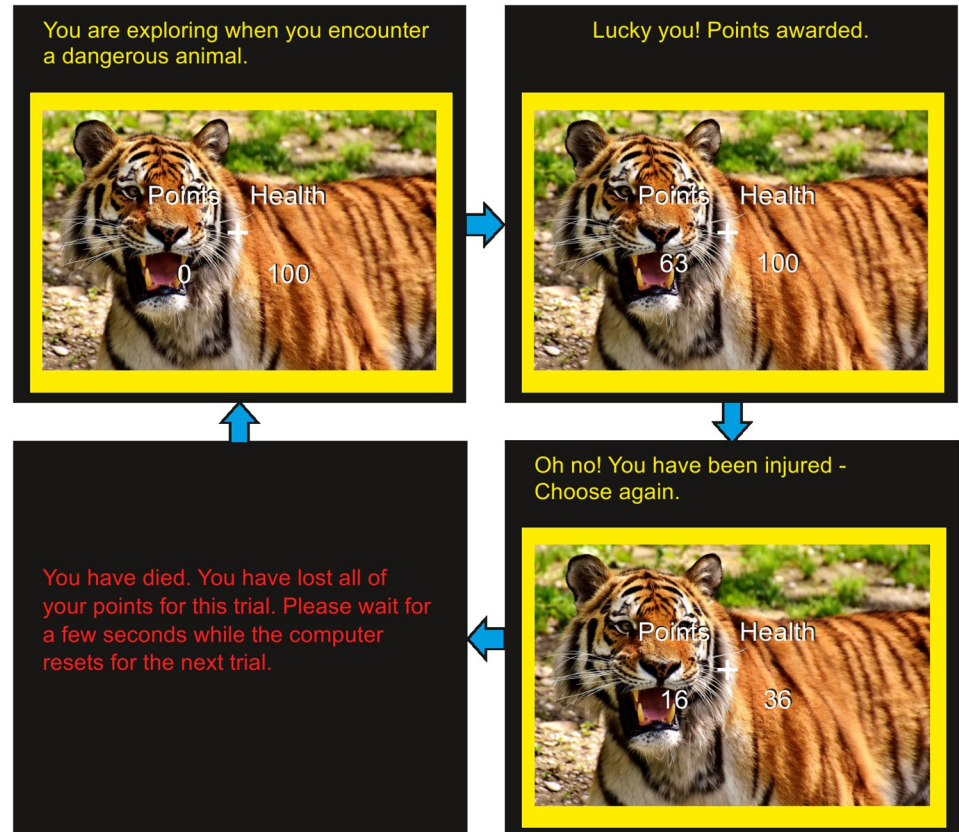 You are exploring when you encounter
a dangerous animal.
Points Health
0 100
Lucky you! Points awarded.
Points Health
63 100
You have died. You have lost all of
your points for this trial. Please wait for
a few seconds while the computer
resets for the next trial.
Oh no! You have been injured -
Choose again.
Points Health
16 36